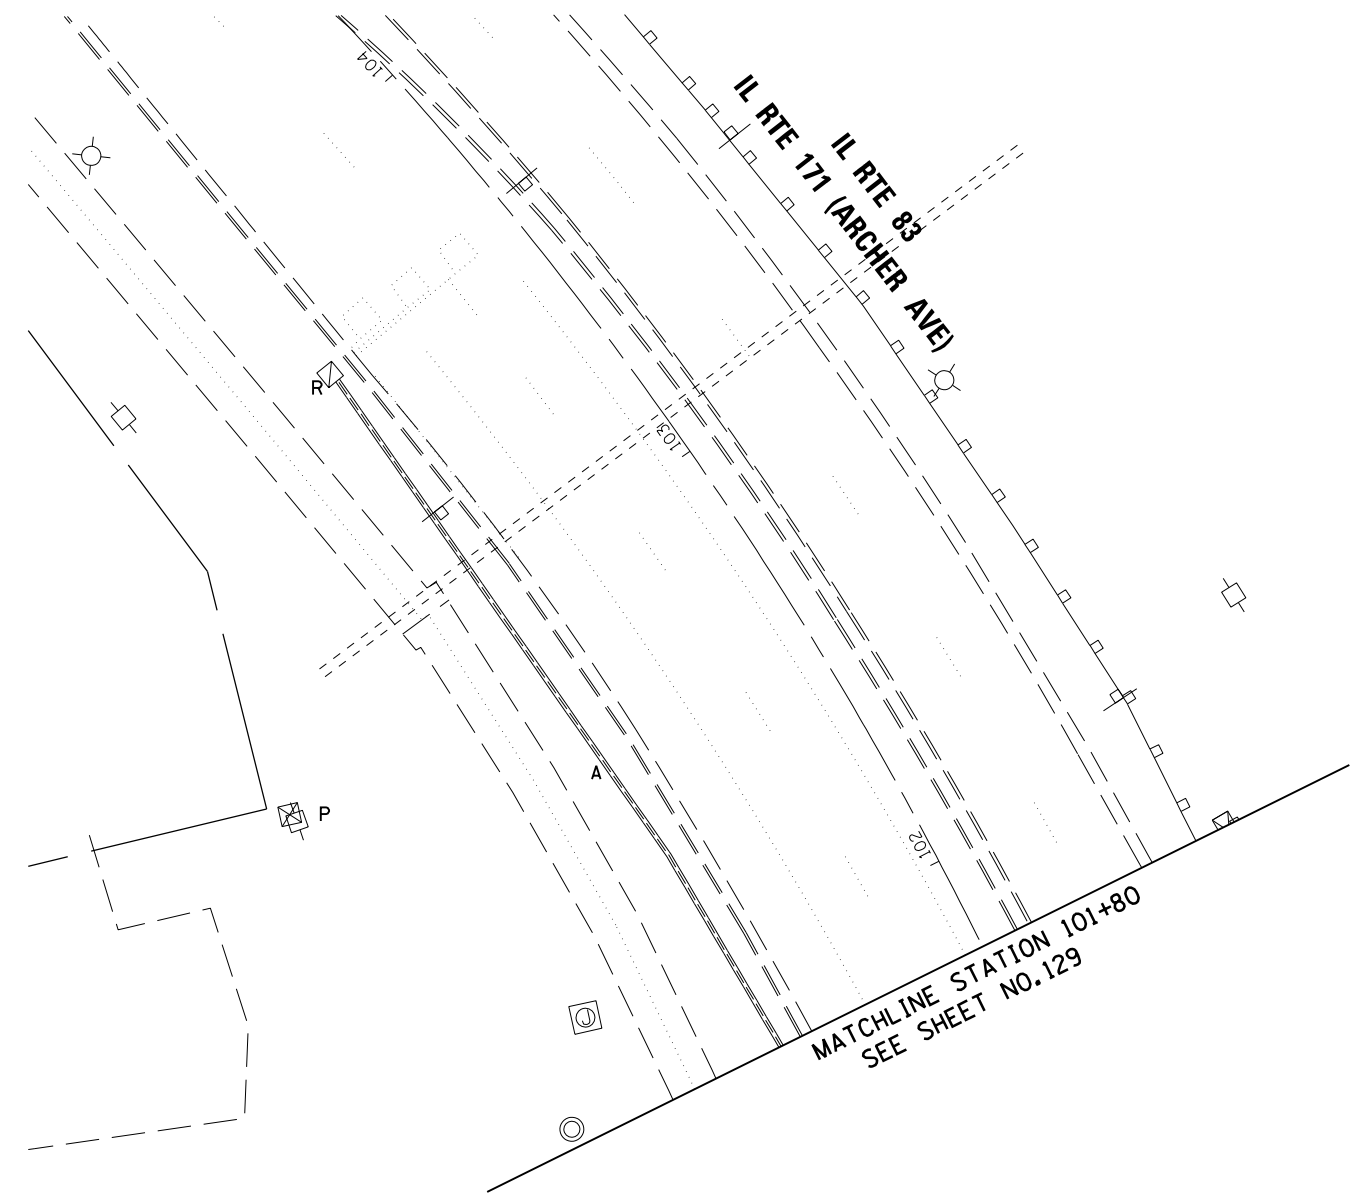 104
IL RTE 83
IL RTE 171 (ARCHER AVE)
R
103
A
P
102
J
MATCHLINE STATION 101+80
SEE SHEET NO.129